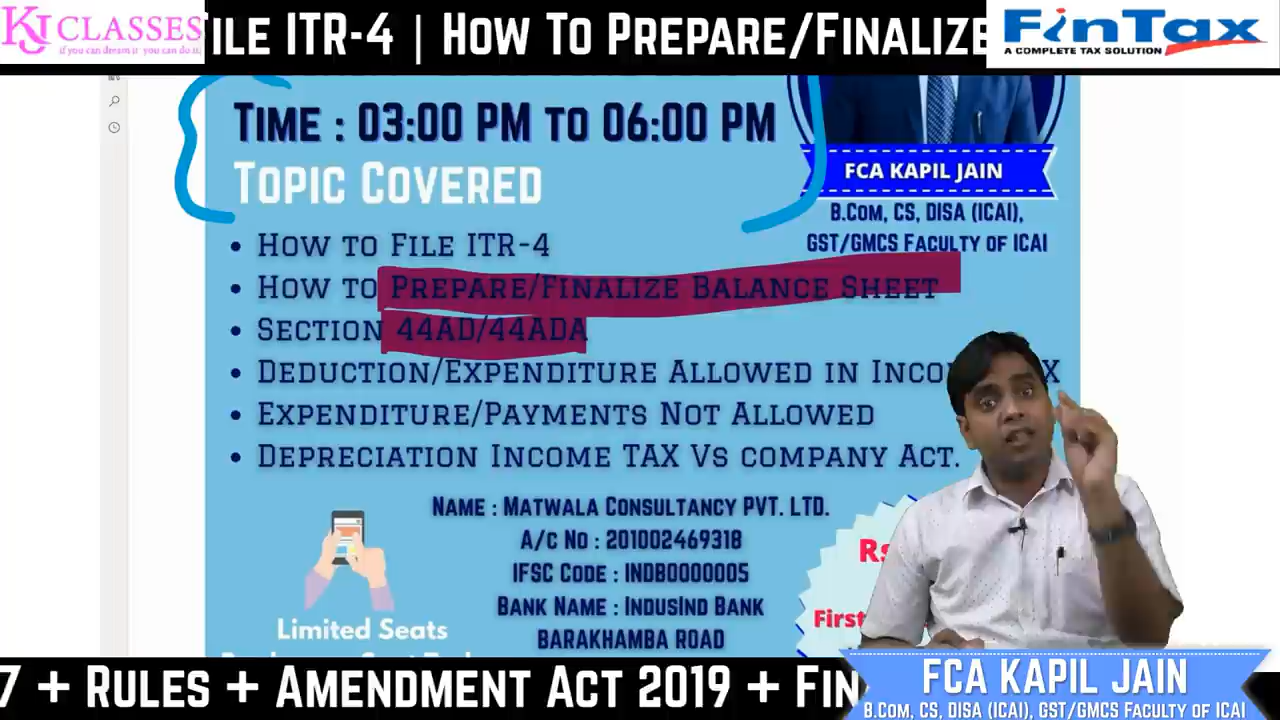 KJ CLASSES
if you can dream it you can do it
FILE ITR-4 | HOW TO PREPARE/FINALIZE
FinTax
A COMPLETE TAX SOLUTION
TIME : 03:00 PM TO 06:00 PM
TOPIC COVERED
FCA KAPIL JAIN
B.COM, CS, DISA (ICAI),
GST/GMCS FACULTY OF ICAI
• HOW TO FILE ITR-4
• HOW TO PREPARE/FINALIZE BALANCE SHEET
• SECTION 44AD/44ADA
• DEDUCTION/EXPENDITURE ALLOWED IN
• EXPENDITURE/PAYMENTS NOT ALLOWED
• DEPRECIATION INCOME TAX VS COMPANY ACT.
NAME : MATWALA CONSULTANCY PVT. LTD.
A/C NO : 201002469318
IFSC CODE : INDB0000005
BANK NAME : INDUSIND BANK
BARAKHAMBA ROAD
Limited Seats
Rs
First
7 + RULES + AMENDMENT ACT 2019 + FIN
FCA KAPIL JAIN
B.COM, CS, DISA (ICAI), GST/GMCS FACULTY OF ICAI